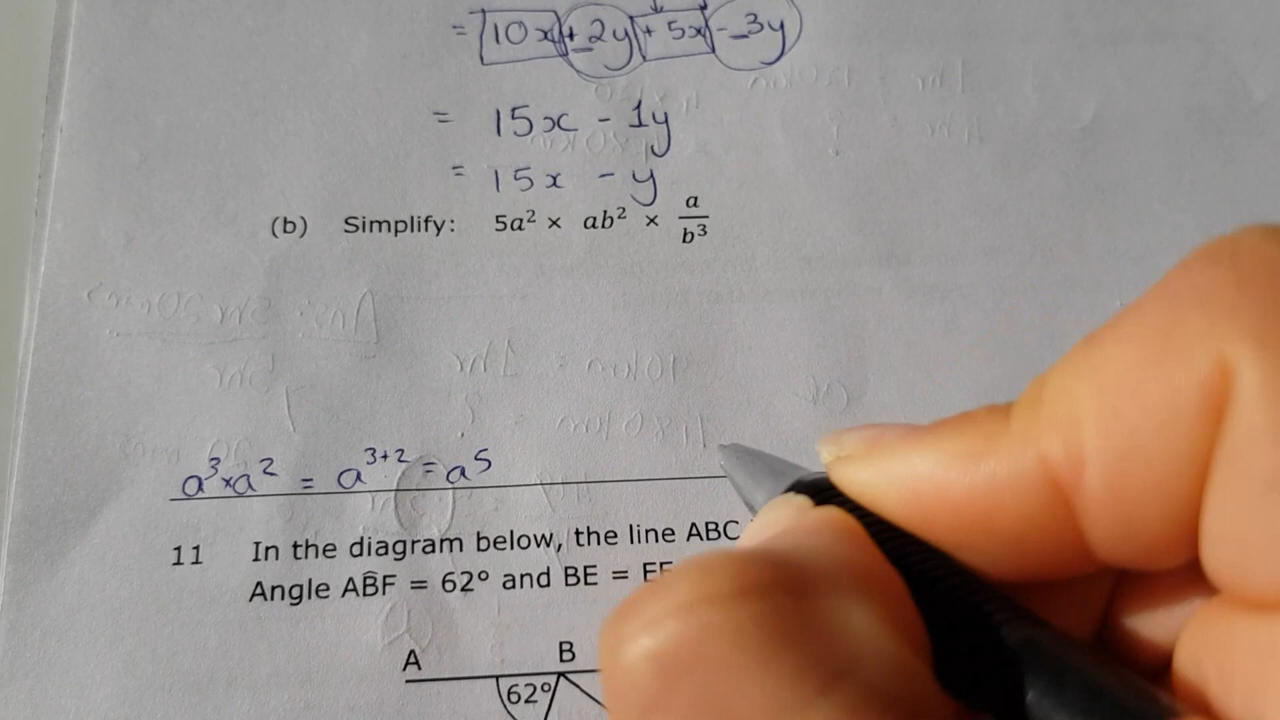 = 10x + 2y + 5x - 3y
= 15x - 1y
= 15x - y
(b) Simplify: 5a² × ab² × a/b³
a³×a² = a³⁺² = a⁵
11 In the diagram below, the line ABC
Angle AB̂F = 62° and BE =
A B
62°